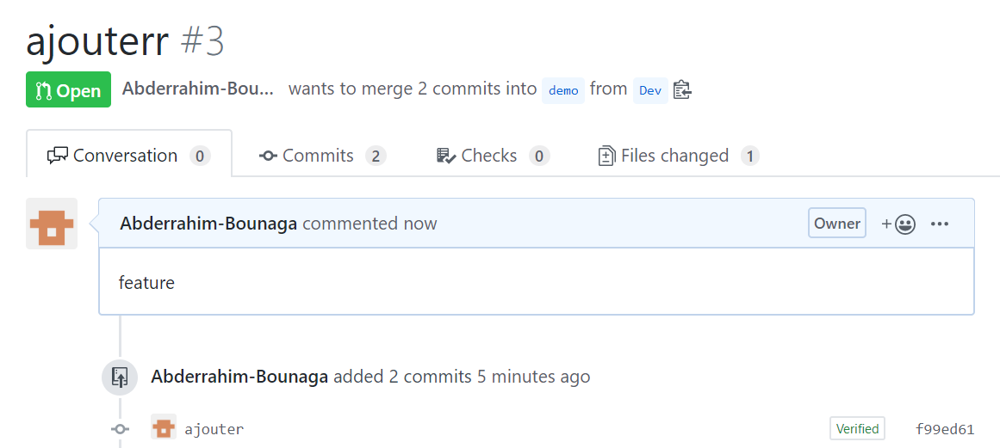 ajouterr #3
Open Abderrahim-Bou... wants to merge 2 commits into demo from Dev
Conversation 0 Commits 2 Checks 0 Files changed 1
Abderrahim-Bounaga commented now Owner + ...
feature
Abderrahim-Bounaga added 2 commits 5 minutes ago
ajouter Verified f99ed61